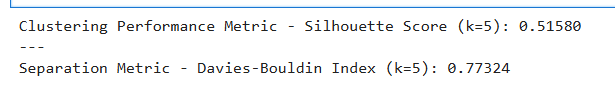 Clustering Performance Metric - Silhouette Score (k=5): 0.51580
---
Separation Metric - Davies-Bouldin Index (k=5): 0.77324